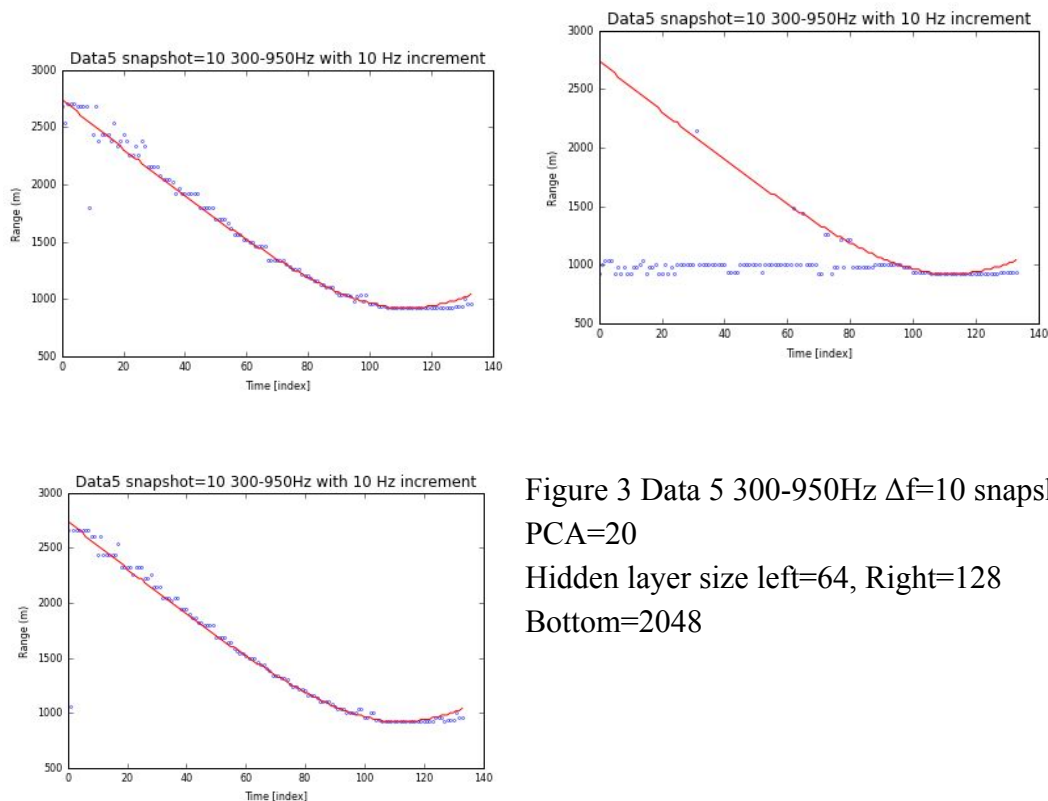 Data5 snapshot=10 300-950Hz with 10 Hz increment
3000
2500
2000
1500
1000
500
Range (m)
0 20 40 60 80 100 120 140
Time [index]
Data5 snapshot=10 300-950Hz with 10 Hz increment
3000
2500
2000
1500
1000
500
Range (m)
0 20 40 60 80 100 120 140
Time [index]
Data5 snapshot=10 300-950Hz with 10 Hz increment
3000
2500
2000
1500
1000
500
Range (m)
0 20 40 60 80 100 120 140
Time [index]
Figure 3 Data 5 300-950Hz Δf=10
PCA=20
Hidden layer size left=64, Right=128
Bottom=2048